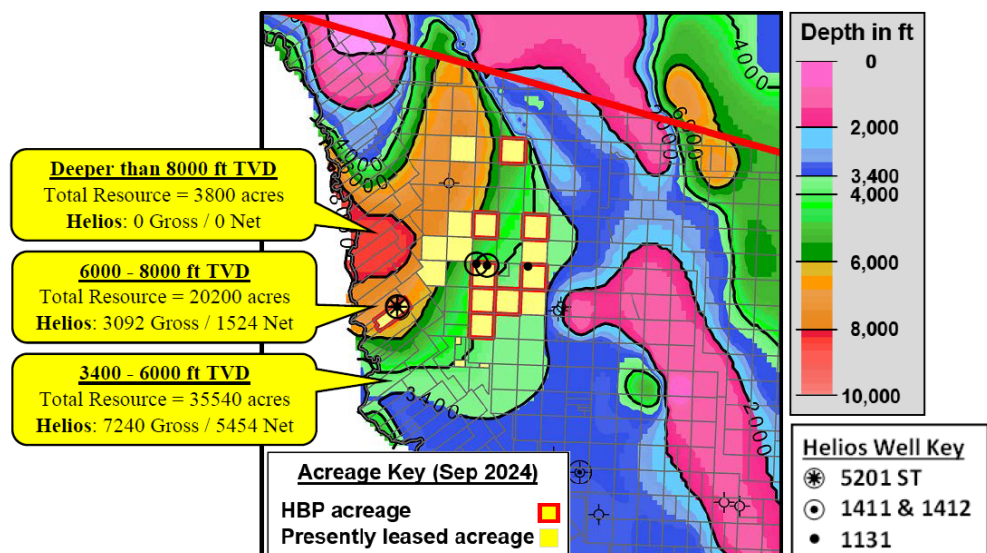 Deeper than 8000 ft TVD
Total Resource = 3800 acres
Helios: 0 Gross / 0 Net
6000 - 8000 ft TVD
Total Resource = 20200 acres
Helios: 3092 Gross / 1524 Net
3400 - 6000 ft TVD
Total Resource = 35540 acres
Helios: 7240 Gross / 5454 Net
4000
4000
6000
3400
2000
Acreage Key (Sep 2024)
HBP acreage
Presently leased acreage
Depth in ft
0
2,000
3,400
4,000
6,000
8,000
10,000
Helios Well Key
5201 ST
1411 & 1412
1131